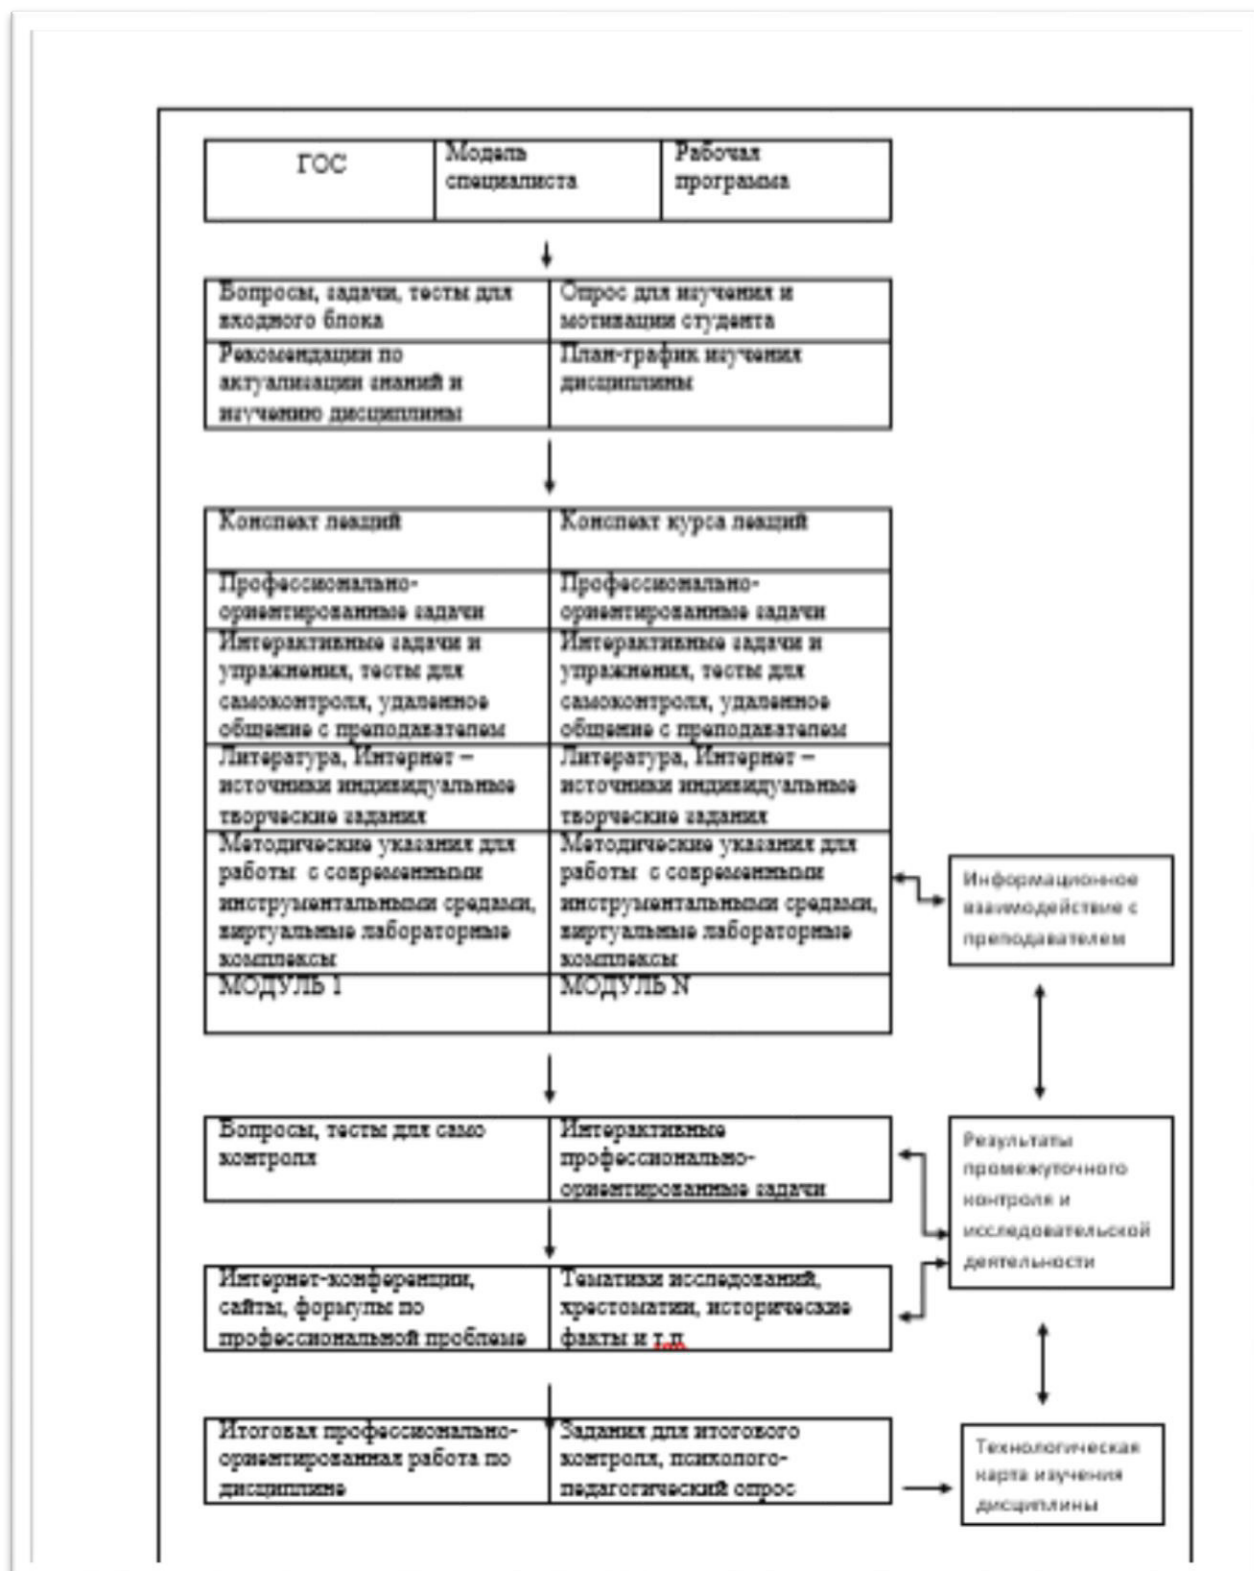 ГОС
Модель
специалиста
Рабочая
программа
Вопросы, задачи, тесты для
входного блока
Опрос для изучения и
мотивации студента
Рекомендации по
актуализации знаний и
изучению дисциплины
План-график изучения
дисциплины
Конспект лекций
Конспект курса лекций
Профессионально-
ориентированные задачи
Профессионально-
ориентированные задачи
Интерактивные задачи и
упражнения, тесты для
самоконтроля, удаленное
общение с преподавателем
Интерактивные задачи и
упражнения, тесты для
самоконтроля, удаленное
общение с преподавателем
Литература, Интернет –
источники индивидуальные
творческие задания
Литература, Интернет –
источники индивидуальные
творческие задания
Методические указания для
работы с современными
инструментальными средами,
виртуальные лабораторные
комплексы
Методические указания для
работы с современными
инструментальными средами,
виртуальные лабораторные
комплексы
Информационное
взаимодействие с
преподавателем
МОДУЛЬ 1
МОДУЛЬ N
Вопросы, тесты для само
контроля
Интерактивные
профессионально-
ориентированные задачи
Результаты
промежуточного
контроля и
исследовательской
деятельности
Интернет-конференции,
сайты, формулы по
профессиональной проблеме
Тематики исследований,
хрестоматии, исторические
факты и т.п
Итоговая профессионально-
ориентированная работа по
дисциплине
Задания для итогового
контроля, психолого-
педагогический опрос
Технологическая
карта изучения
дисциплины